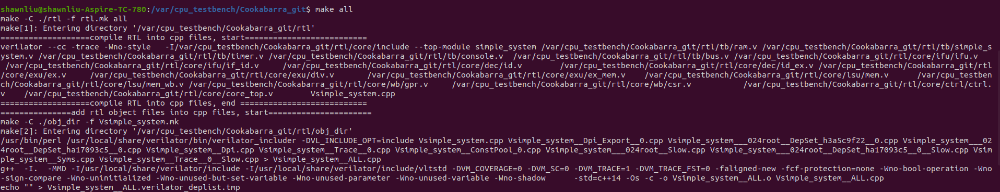 shawnliu@shawnliu-Aspire-TC-780:/var/cpu_testbench/Cookabarra_git$ make all
make -C ./rtl -f rtl.mk all
make[1]: Entering directory '/var/cpu_testbench/Cookabarra_git/rtl'
===================compile RTL into cpp files, start==========================
verilator --cc -trace -Wno-style   -I/var/cpu_testbench/Cookabarra_git/rtl/core/include --top-module simple_system /var/cpu_testbench/Cookabarra_git/rtl/tb/ram.v /var/cpu_testbench/Cookabarra_git/rtl/tb/simple_s
ystem.v /var/cpu_testbench/Cookabarra_git/rtl/tb/timer.v /var/cpu_testbench/Cookabarra_git/rtl/tb/console.v  /var/cpu_testbench/Cookabarra_git/rtl/tb/bus.v /var/cpu_testbench/Cookabarra_git/rtl/core/ifu/ifu.v
 /var/cpu_testbench/Cookabarra_git/rtl/core/ifu/if_id.v     /var/cpu_testbench/Cookabarra_git/rtl/core/dec/id.v        /var/cpu_testbench/Cookabarra_git/rtl/core/dec/id_ex.v /var/cpu_testbench/Cookabarra_git/rtl
/core/exu/ex.v     /var/cpu_testbench/Cookabarra_git/rtl/core/exu/div.v       /var/cpu_testbench/Cookabarra_git/rtl/core/exu/ex_mem.v    /var/cpu_testbench/Cookabarra_git/rtl/core/lsu/mem.v      /var/cpu_testben
ch/Cookabarra_git/rtl/core/lsu/mem_wb.v /var/cpu_testbench/Cookabarra_git/rtl/core/wb/gpr.v     /var/cpu_testbench/Cookabarra_git/rtl/core/wb/csr.v           /var/cpu_testbench/Cookabarra_git/rtl/core/ctrl/ctrl.
v    /var/cpu_testbench/Cookabarra_git/rtl/core/core_top.v        Vsimple_system.cpp
===================compile RTL into cpp files, end ===========================
===============add rtl object files into cpp files, start======================
make -C ./obj_dir -f Vsimple_system.mk
make[2]: Entering directory '/var/cpu_testbench/Cookabarra_git/rtl/obj_dir'
/usr/bin/perl /usr/local/share/verilator/bin/verilator_includer -DVL_INCLUDE_OPT=include Vsimple_system.cpp Vsimple_system__Dpi_Export__0.cpp Vsimple_system___024root__DepSet_h3a5c9f22__0.cpp Vsimple_system___02
4root__DepSet_ha17093c5__0.cpp Vsimple_system__Dpi.cpp Vsimple_system__Trace__0.cpp Vsimple_system__ConstPool_0.cpp Vsimple_system___024root__Slow.cpp Vsimple_system___024root__DepSet_ha17093c5__0__Slow.cpp Vsim
ple_system__Syms.cpp Vsimple_system__Trace__0__Slow.cpp > Vsimple_system__ALL.cpp
g++  -I.  -MMD -I/usr/local/share/verilator/include -I/usr/local/share/verilator/include/vltstd -DVM_COVERAGE=0 -DVM_SC=0 -DVM_TRACE=1 -DVM_TRACE_FST=0 -faligned-new -fcf-protection=none -Wno-bool-operation -Wno
-sign-compare -Wno-uninitialized -Wno-unused-but-set-variable -Wno-unused-parameter -Wno-unused-variable -Wno-shadow      -std=c++14 -Os -c -o Vsimple_system__ALL.o Vsimple_system__ALL.cpp
echo "" > Vsimple_system__ALL.verilator_deplist.tmp